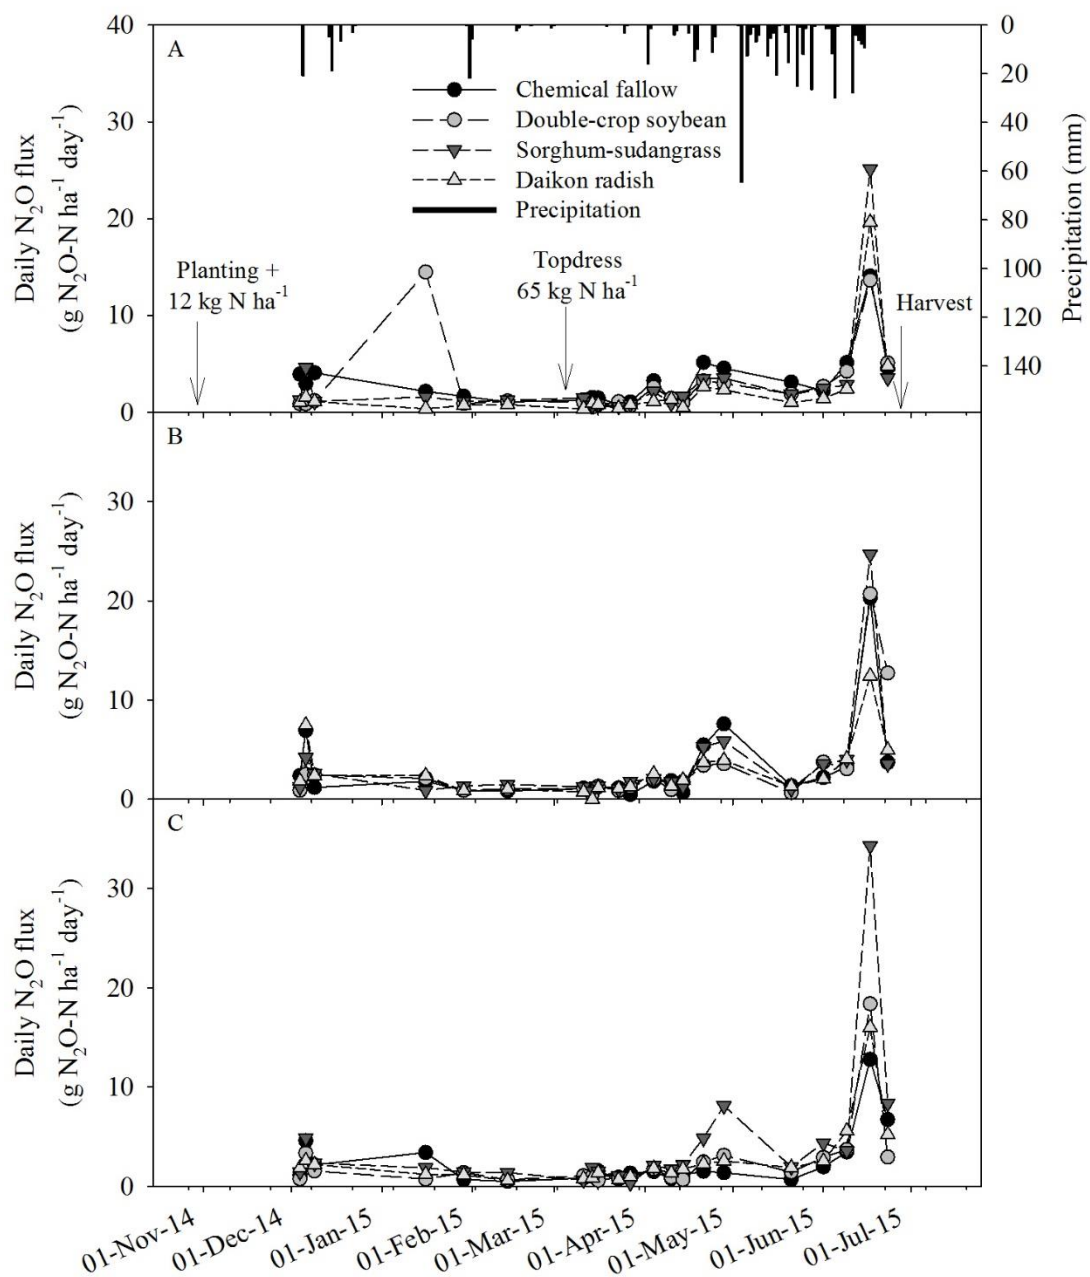 A
40
30
20
10
0
Daily N₂O flux
(g N₂O-N ha⁻¹ day⁻¹)
0
20
40
60
80
100
120
140
Precipitation (mm)
Chemical fallow
Double-crop soybean
Sorghum-sudangrass
Daikon radish
Precipitation
Planting +
12 kg N ha⁻¹
Topdress
65 kg N ha⁻¹
Harvest
B
30
20
10
0
Daily N₂O flux
(g N₂O-N ha⁻¹ day⁻¹)
C
30
20
10
0
Daily N₂O flux
(g N₂O-N ha⁻¹ day⁻¹)
01-Nov-14
01-Dec-14
01-Jan-15
01-Feb-15
01-Mar-15
01-Apr-15
01-May-15
01-Jun-15
01-Jul-15